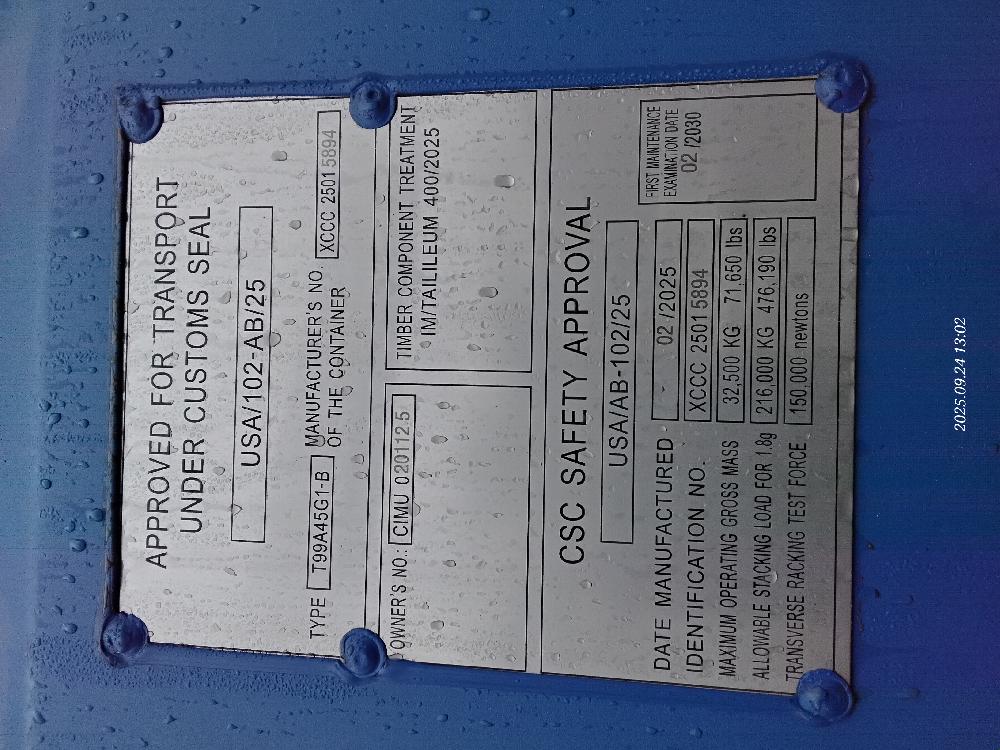 APPROVED FOR TRANSPORT
UNDER CUSTOMS SEAL
USA/102-AB/25
TYPE T99A45G1-B MANUFACTURER'S NO. OF THE CONTAINER XCCC 2501 5894
OWNER'S NO.: CIMU 020112.5
TIMBER COMPONENT TREATMENT
IM/TAILILEUM 400/2025
CSC SAFETY APPROVAL
USA/AB-102/25
FIRST MAINTENANCE
EXAMINATION DATE
02 /2030
DATE MANUFACTURED 02 /2025
IDENTIFICATION NO. XCCC 2501 5894
MAXIMUM OPERATING GROSS MASS 32,500 KG 71,650 lbs
ALLOWABLE STACKING LOAD FOR 1.8g 216,000 KG 476,190 lbs
TRANSVERSE RACKING TEST FORCE 150,000 newtons
2025.09.24 13:02